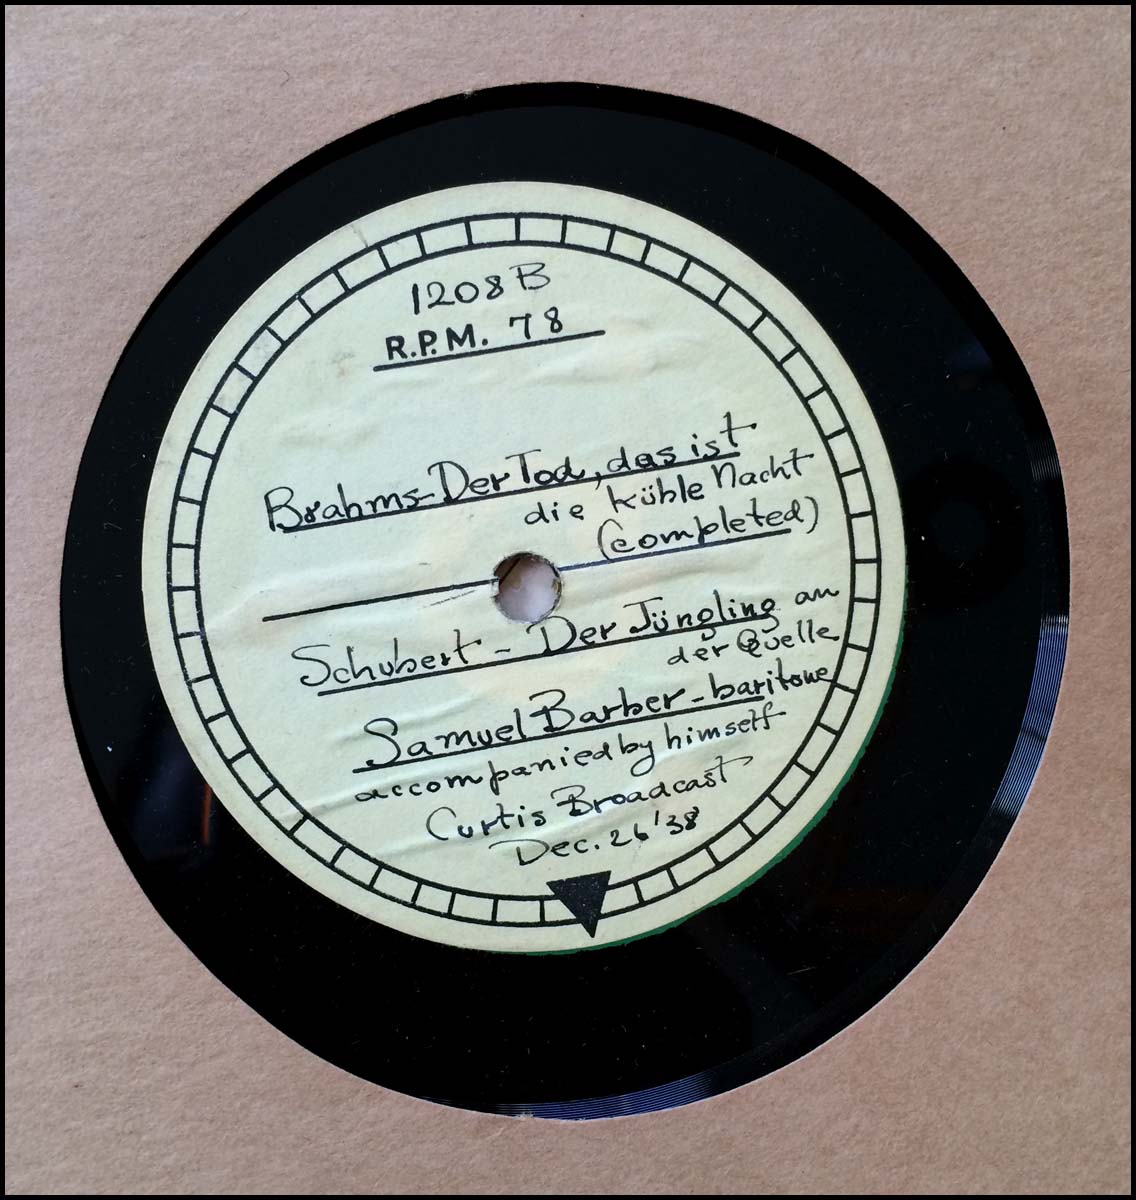 1208 B
R.P.M. 78
Brahms-Der Tod, das ist
die kühle Nacht
(completed)
Schubert - Der Jüngling an
der Quelle
Samuel Barber - baritone
accompanied by himself
Curtis Broadcast
Dec. 26 '38